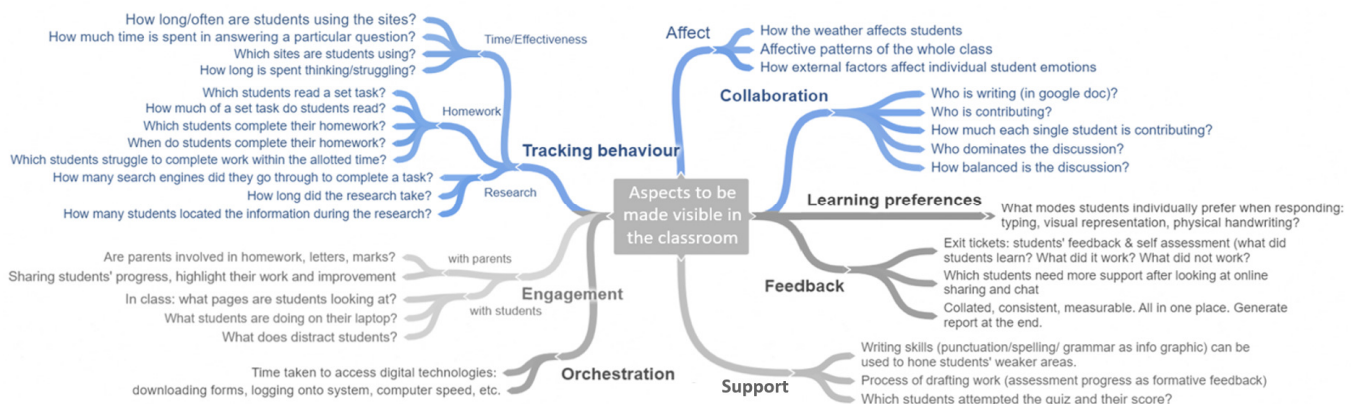 How long/often are students using the sites?
How much time is spent in answering a particular question?
Which sites are students using?
How long is spent thinking/struggling?
Time/Effectiveness
Which students read a set task?
How much of a set task do students read?
Which students complete their homework?
When do students complete their homework?
Which students struggle to complete work within the allotted time?
Homework
How many search engines did they go through to complete a task?
How long did the research take?
How many students located the information during the research?
Research
Tracking behaviour
Are parents involved in homework, letters, marks?
Sharing students' progress, highlight their work and improvement
with parents
In class: what pages are students looking at?
What students are doing on their laptop?
What does distract students?
with students
Engagement
Time taken to access digital technologies:
downloading forms, logging onto system, computer speed, etc.
Orchestration
Aspects to be
made visible in
the classroom
Affect
How the weather affects students
Affective patterns of the whole class
How external factors affect individual student emotions
Collaboration
Who is writing (in google doc)?
Who is contributing?
How much each single student is contributing?
Who dominates the discussion?
How balanced is the discussion?
Learning preferences
What modes students individually prefer when responding:
typing, visual representation, physical handwriting?
Feedback
Exit tickets: students' feedback & self assessment (what did
students learn? What did it work? What did not work?
Which students need more support after looking at online
sharing and chat
Collated, consistent, measurable. All in one place. Generate
report at the end.
Support
Writing skills (punctuation/spelling/ grammar as info graphic) can be
used to hone students' weaker areas.
Process of drafting work (assessment progress as formative feedback)
Which students attempted the quiz and their score?